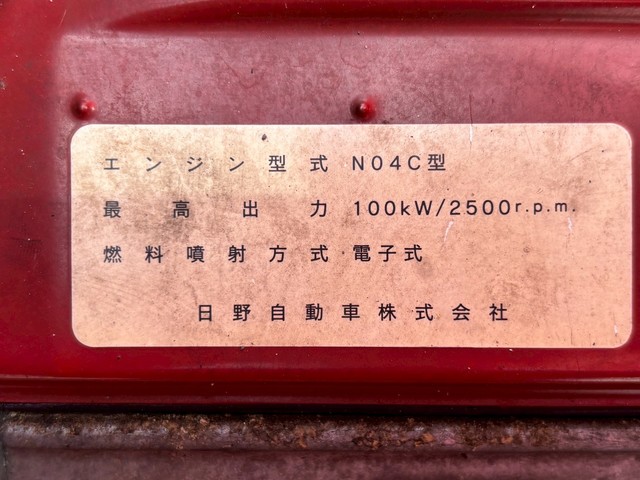 エンジン型式 N04C型
最高出力 100kW/2500r.p.m.
燃料噴射方式 電子式
日野自動車株式会社